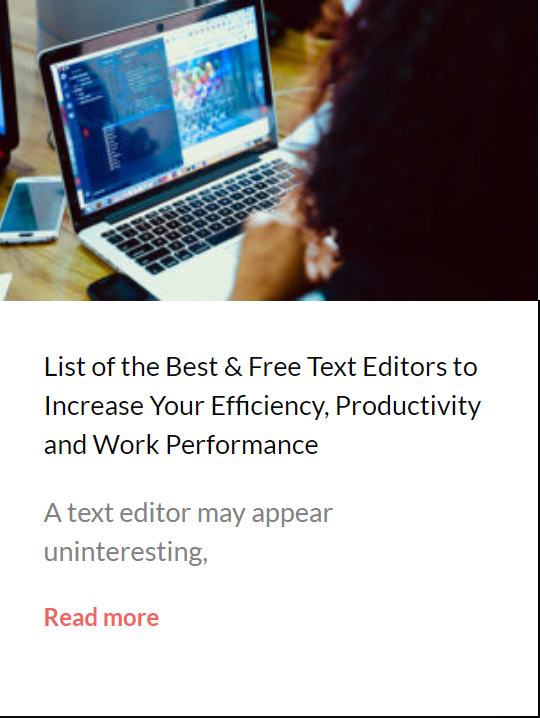 List of the Best & Free Text Editors to
Increase Your Efficiency, Productivity
and Work Performance
A text editor may appear
uninteresting,
Read more